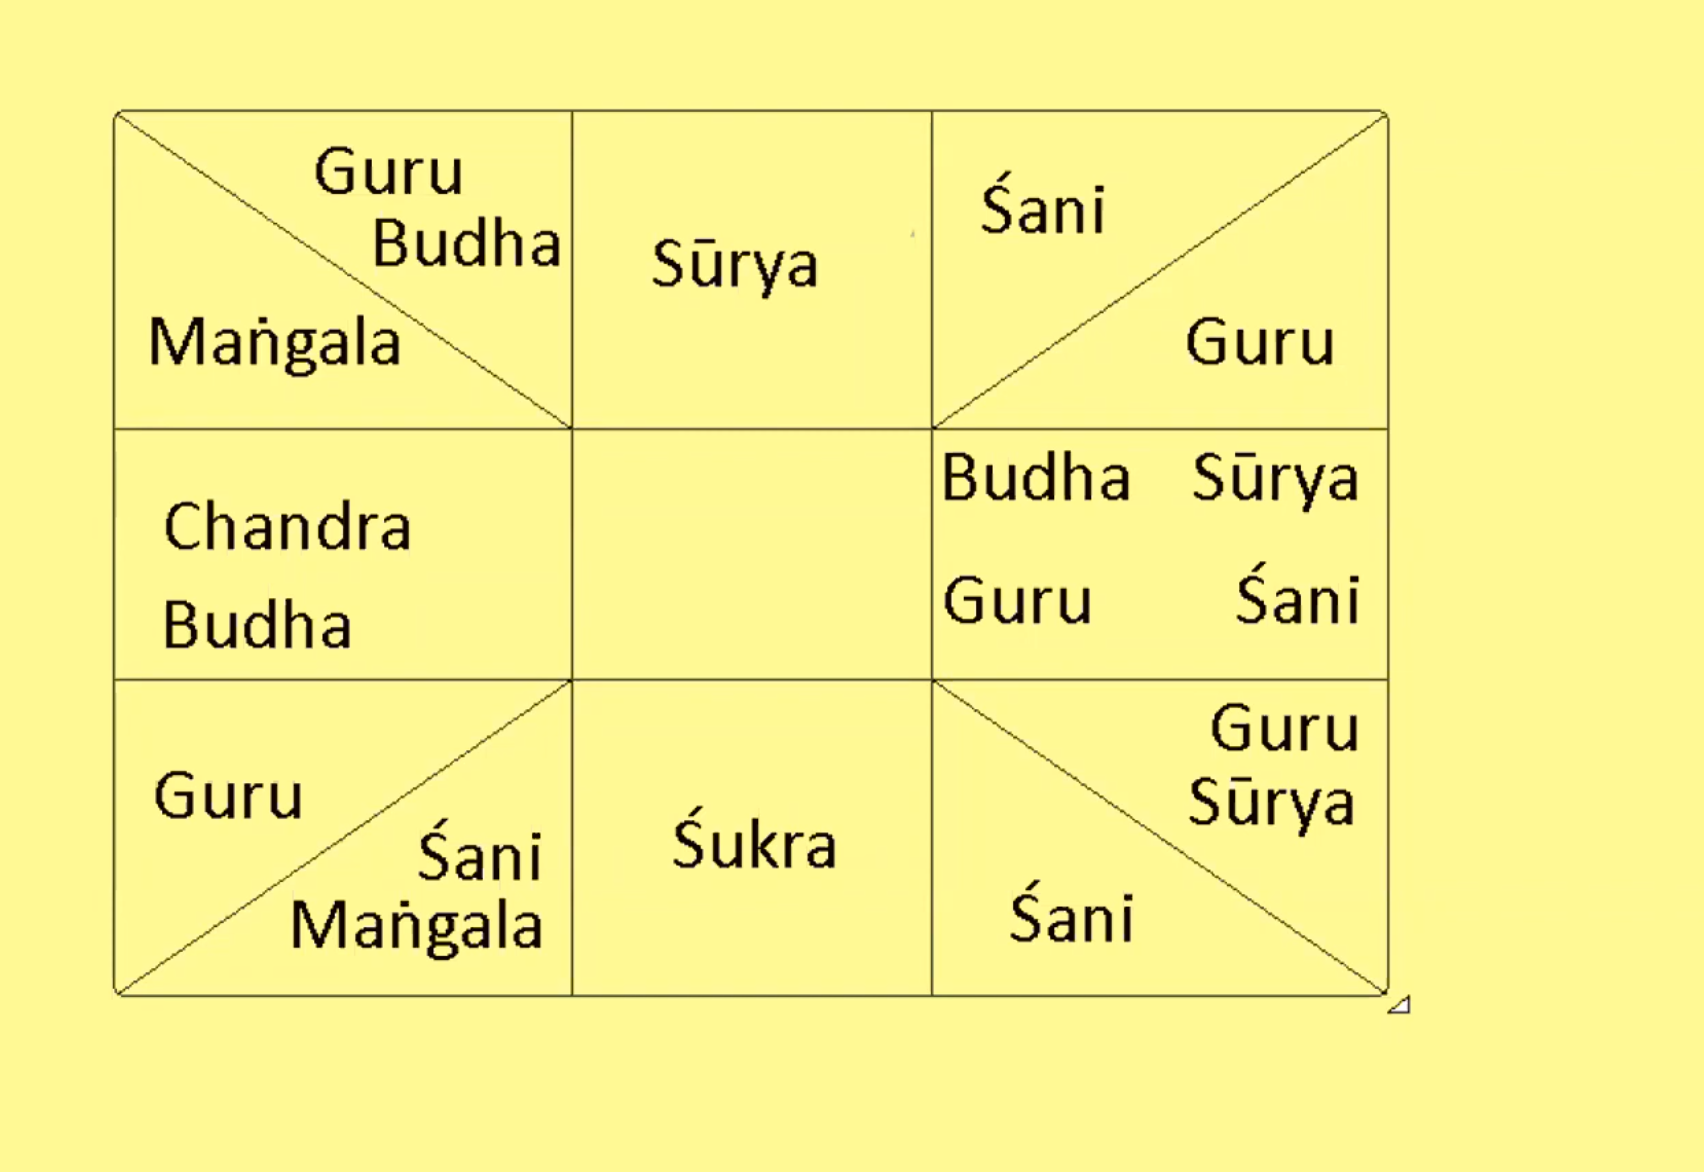 Guru
Budha
Maṅgala
Sūrya
Śani
Guru
Chandra
Budha
Budha Sūrya
Guru Śani
Guru
Śani
Maṅgala
Śukra
Guru
Sūrya
Śani